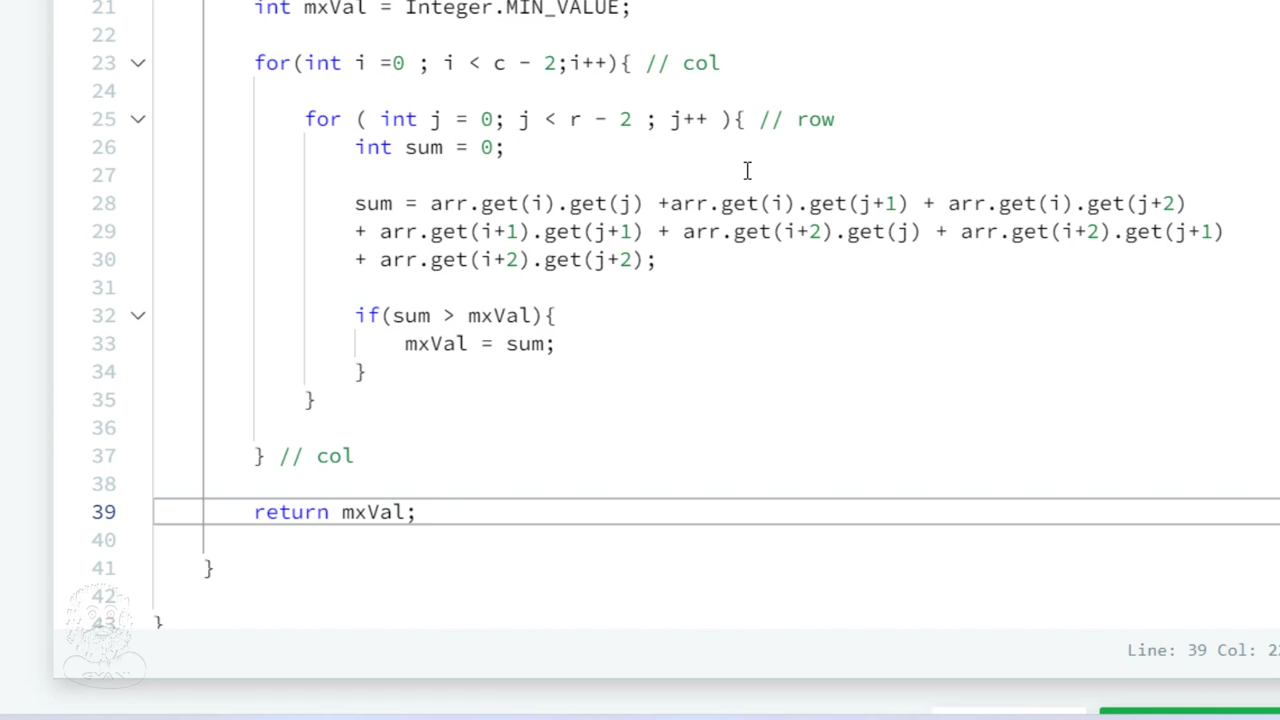 21 int mxVal = Integer.MIN_VALUE;
22
23 for(int i =0 ; i < c - 2;i++){ // col
24
25 for ( int j = 0; j < r - 2 ; j++ ){ // row
26 int sum = 0;
27
28 sum = arr.get(i).get(j) +arr.get(i).get(j+1) + arr.get(i).get(j+2)
29 + arr.get(i+1).get(j+1) + arr.get(i+2).get(j) + arr.get(i+2).get(j+1)
30 + arr.get(i+2).get(j+2);
31
32 if(sum > mxVal){
33 mxVal = sum;
34 }
35 }
36
37 } // col
38
39 return mxVal;
40
41 }
42
43 }
GYAN
Line: 39 Col: